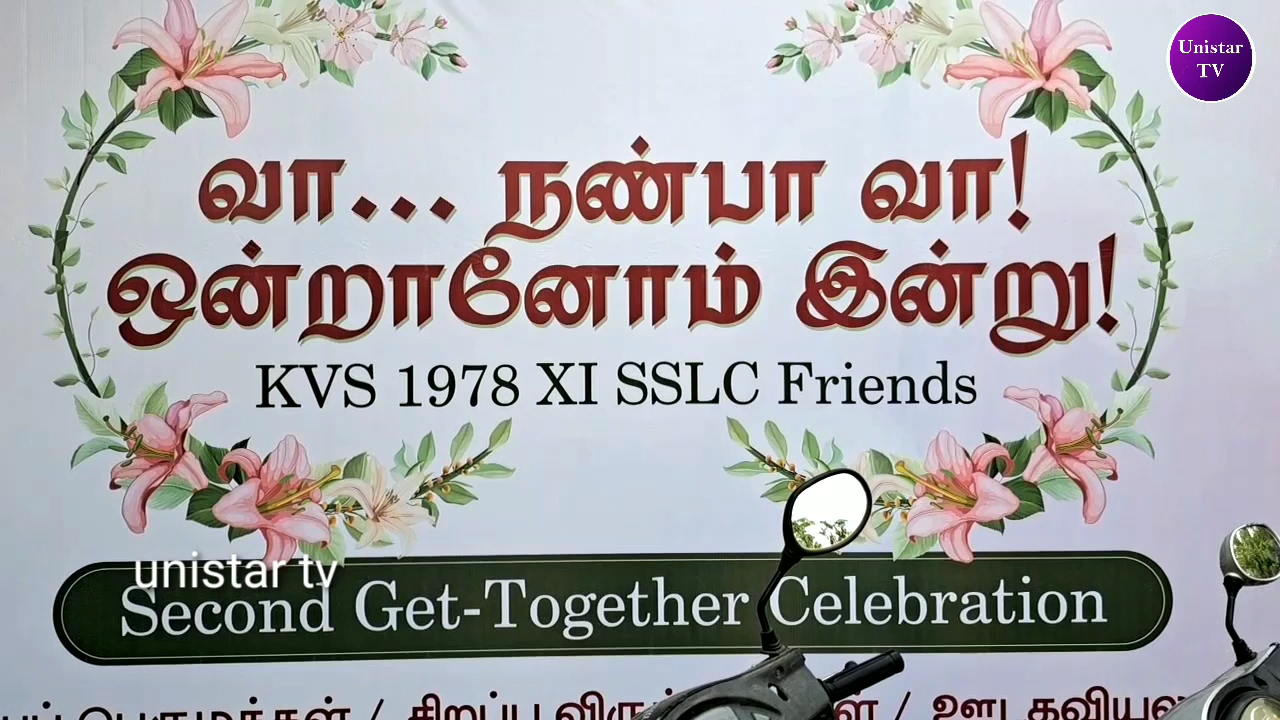 Unistar
TV
வா... நண்பா வா!
ஒன்றானோம் இன்று!
KVS 1978 XI SSLC Friends
unistar tv
Second Get-Together Celebration